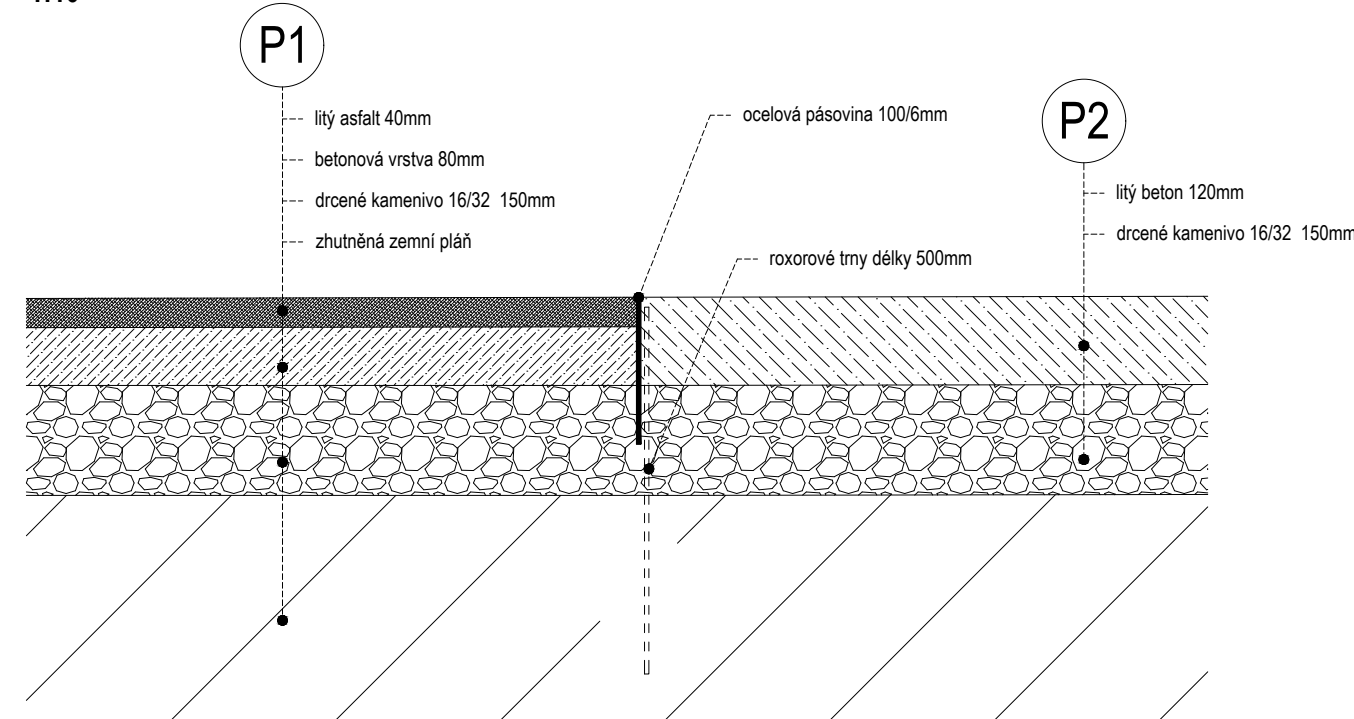 P1
litý asfalt 40mm
betonová vrstva 80mm
drcené kamenivo 16/32 150mm
zhutněná zemní pláň
ocelová pásovina 100/6mm
roxorové trny délky 500mm
P2
litý beton 120mm
drcené kamenivo 16/32 150mm